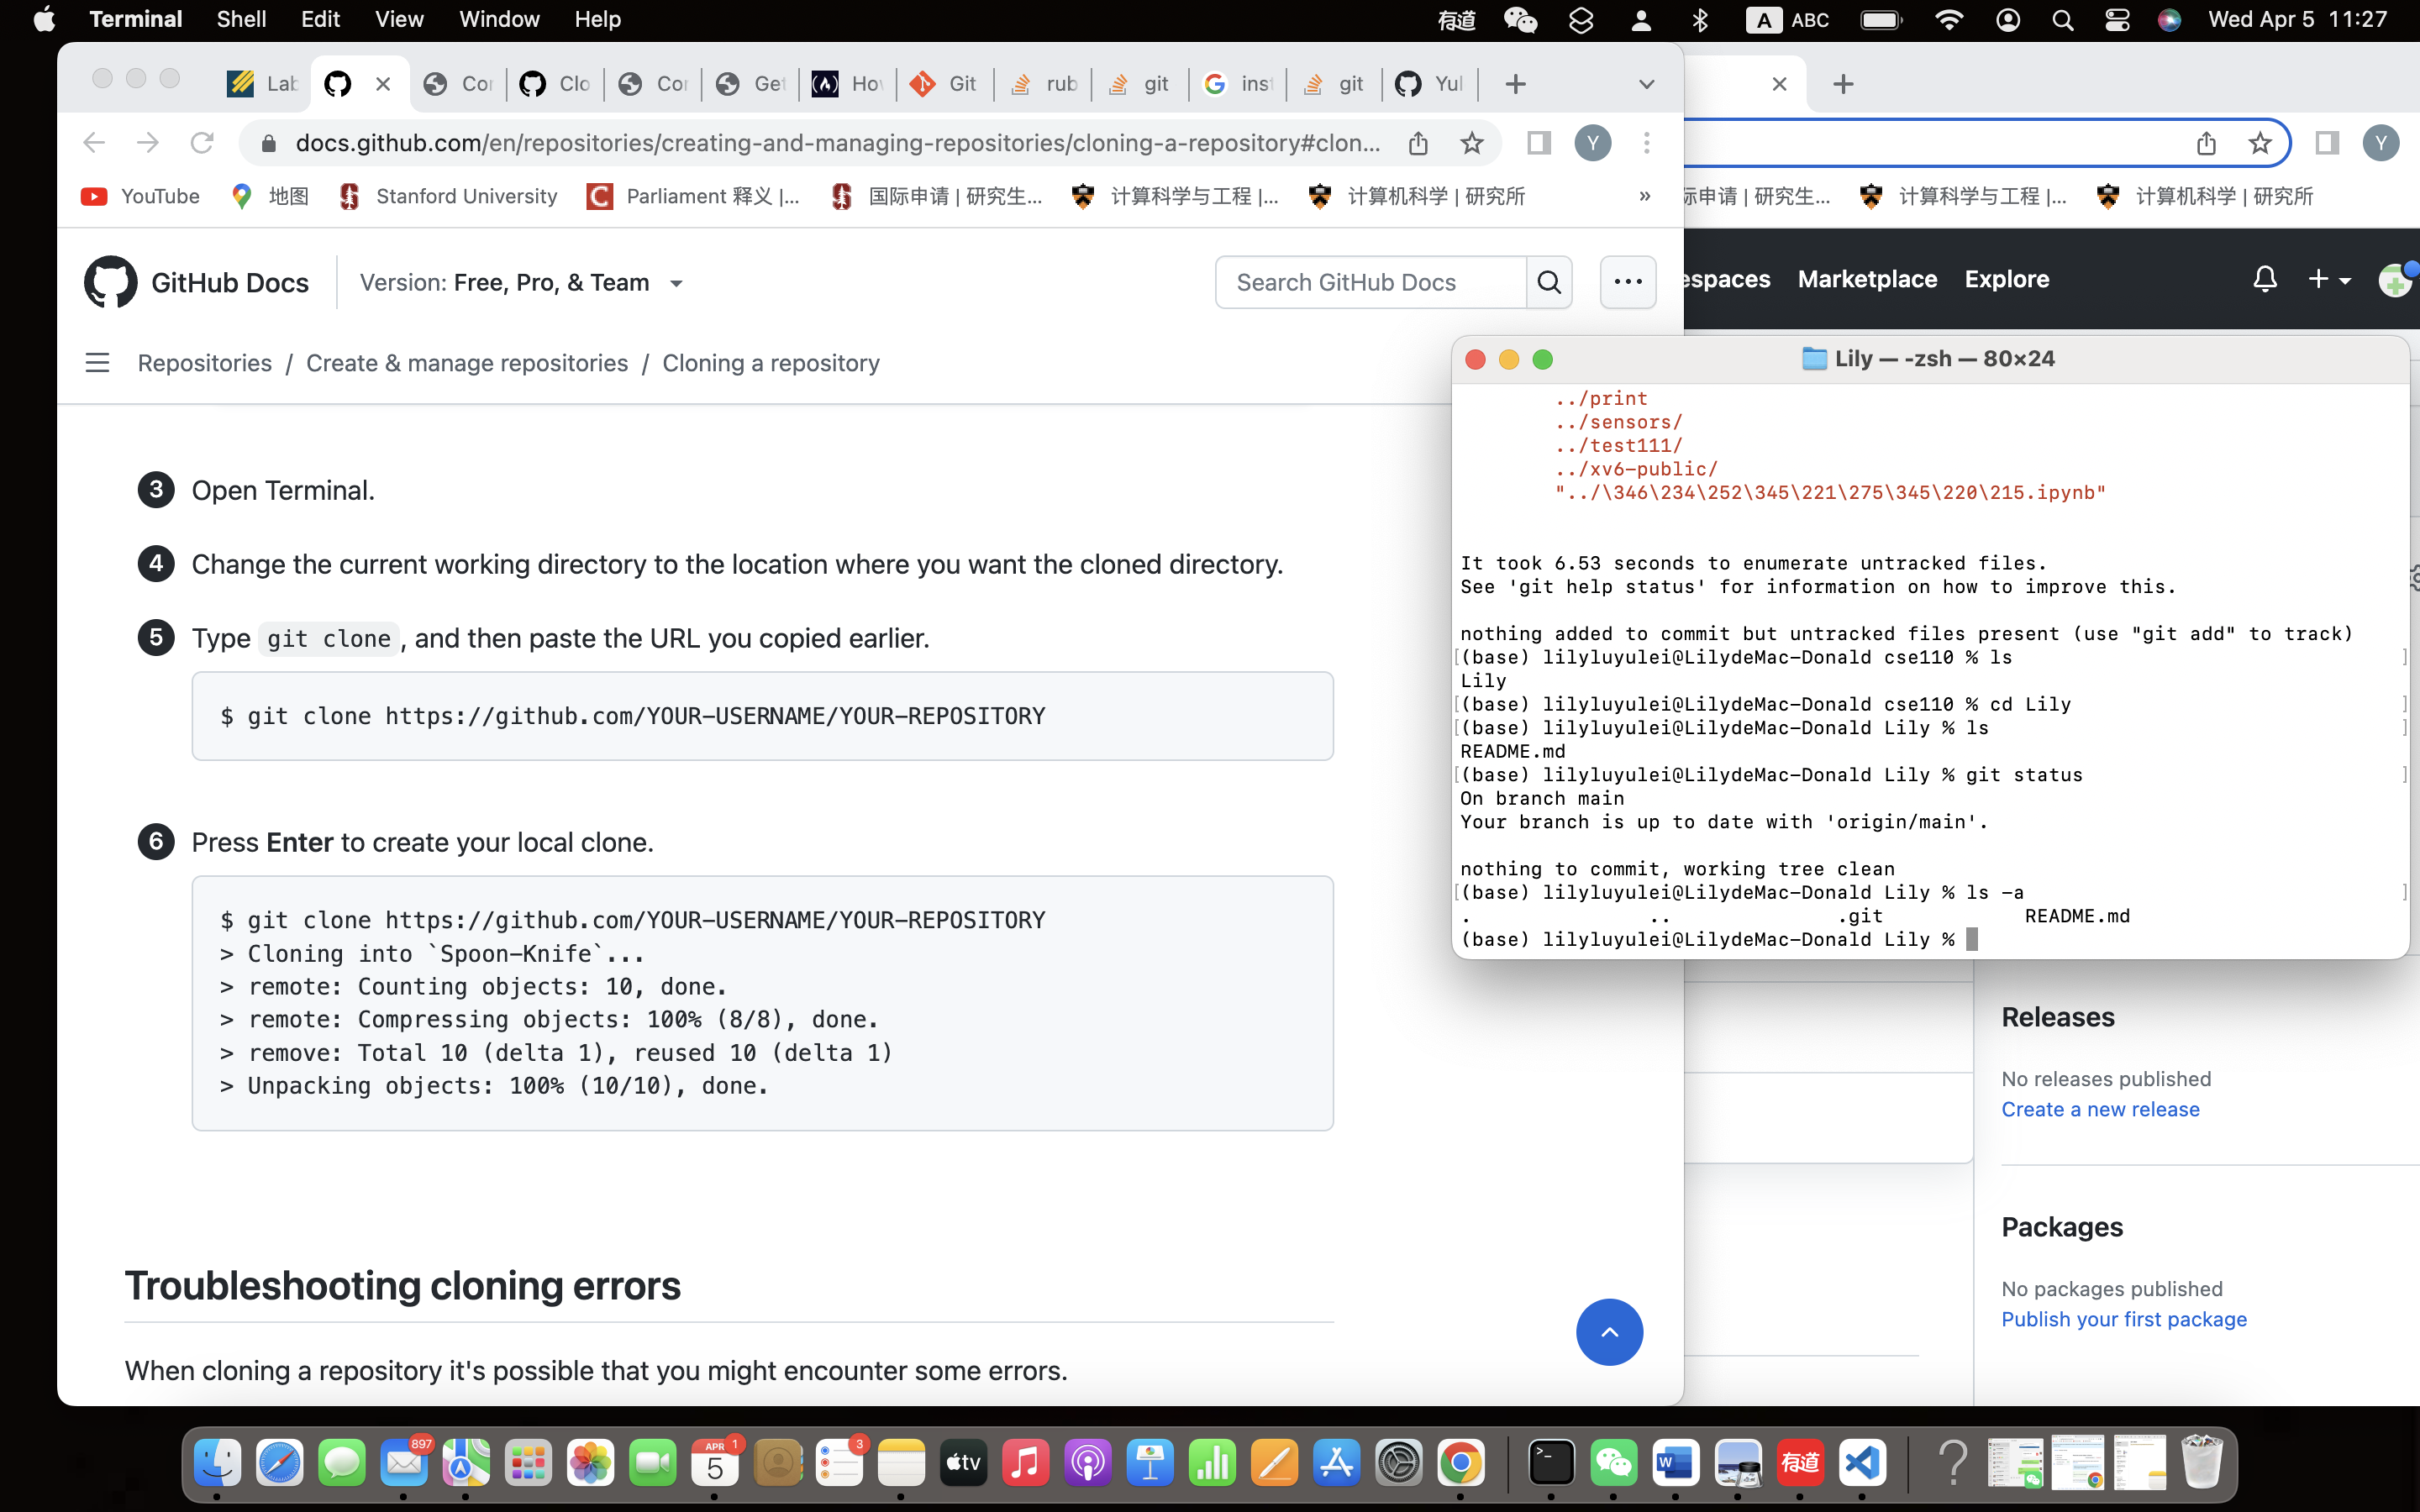 Terminal Shell Edit View Window Help 有道 A ABC Wed Apr 5 11:27
Lab Cor Clo Cor Get Hov Git rub git inst git Yul
docs.github.com/en/repositories/creating-and-managing-repositories/cloning-a-repository#clon... Y Y
YouTube 地图 Stanford University Parliament 释义 |... 国际申请 | 研究生... 计算科学与工程 |... 计算机科学 | 研究所 » 际申请 | 研究生... 计算科学与工程 |... 计算机科学 | 研究所
GitHub Docs Version: Free, Pro, & Team Search GitHub Docs
espaces Marketplace Explore
Repositories / Create & manage repositories / Cloning a repository
3 Open Terminal.
4 Change the current working directory to the location where you want the cloned directory.
5 Type git clone, and then paste the URL you copied earlier.
$ git clone https://github.com/YOUR-USERNAME/YOUR-REPOSITORY
6 Press Enter to create your local clone.
$ git clone https://github.com/YOUR-USERNAME/YOUR-REPOSITORY
> Cloning into `Spoon-Knife`...
> remote: Counting objects: 10, done.
> remote: Compressing objects: 100% (8/8), done.
> remove: Total 10 (delta 1), reused 10 (delta 1)
> Unpacking objects: 100% (10/10), done.
Troubleshooting cloning errors
When cloning a repository it's possible that you might encounter some errors.
Lily — -zsh — 80×24
../print
../sensors/
../test111/
../xv6-public/
"../\346\234\252\345\221\275\345\220\215.ipynb"
It took 6.53 seconds to enumerate untracked files.
See 'git help status' for information on how to improve this.
nothing added to commit but untracked files present (use "git add" to track)
[(base) lilyluyulei@LilydeMac-Donald cse110 % ls ]
Lily
[(base) lilyluyulei@LilydeMac-Donald cse110 % cd Lily ]
[(base) lilyluyulei@LilydeMac-Donald Lily % ls ]
README.md
[(base) lilyluyulei@LilydeMac-Donald Lily % git status ]
On branch main
Your branch is up to date with 'origin/main'.
nothing to commit, working tree clean
[(base) lilyluyulei@LilydeMac-Donald Lily % ls -a ]
. .. .git README.md
(base) lilyluyulei@LilydeMac-Donald Lily %
Releases
No releases published
Create a new release
Packages
No packages published
Publish your first package
897 APR 5 1 3 tv >_ W 有道 ?